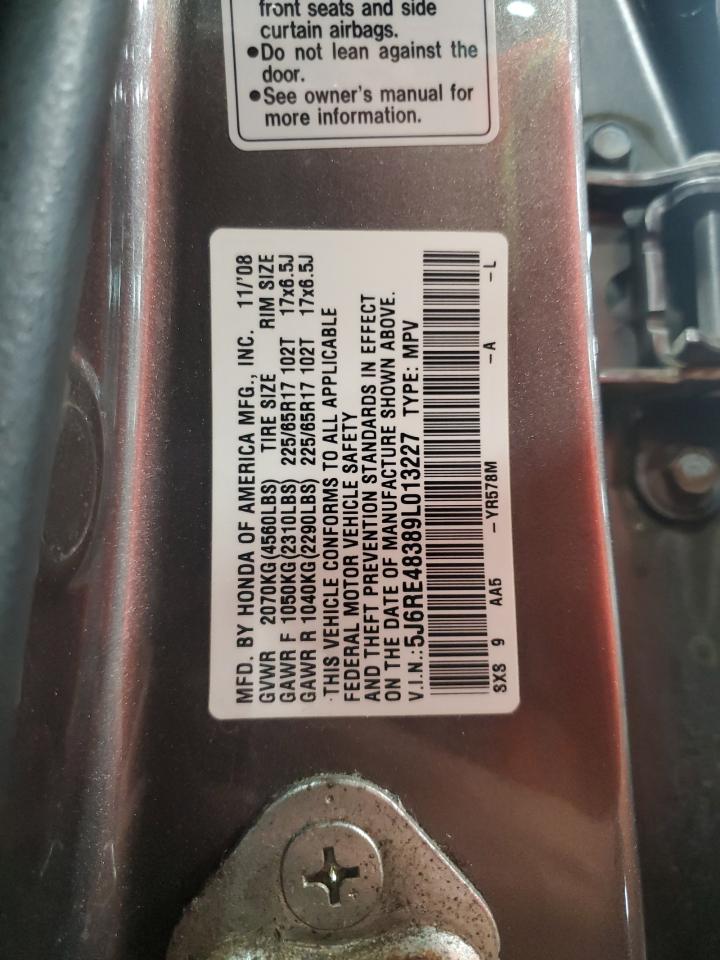 front seats and side
curtain airbags.
●Do not lean against the
door.
●See owner's manual for
more information.
MFD. BY HONDA OF AMERICA MFG., INC. 11/'08
GVWR 2070KG(4560LBS) TIRE SIZE RIM SIZE
GAWR F 1050KG(2310LBS) 225/65R17 102T 17x6.5J
GAWR R 1040KG(2290LBS) 225/65R17 102T 17x6.5J
THIS VEHICLE CONFORMS TO ALL APPLICABLE
FEDERAL MOTOR VEHICLE SAFETY
AND THEFT PREVENTION STANDARDS IN EFFECT
ON THE DATE OF MANUFACTURE SHOWN ABOVE.
V.I.N.:5J6RE48389L013227 TYPE: MPV
SXS 9 AA5 -YR578M -A -L